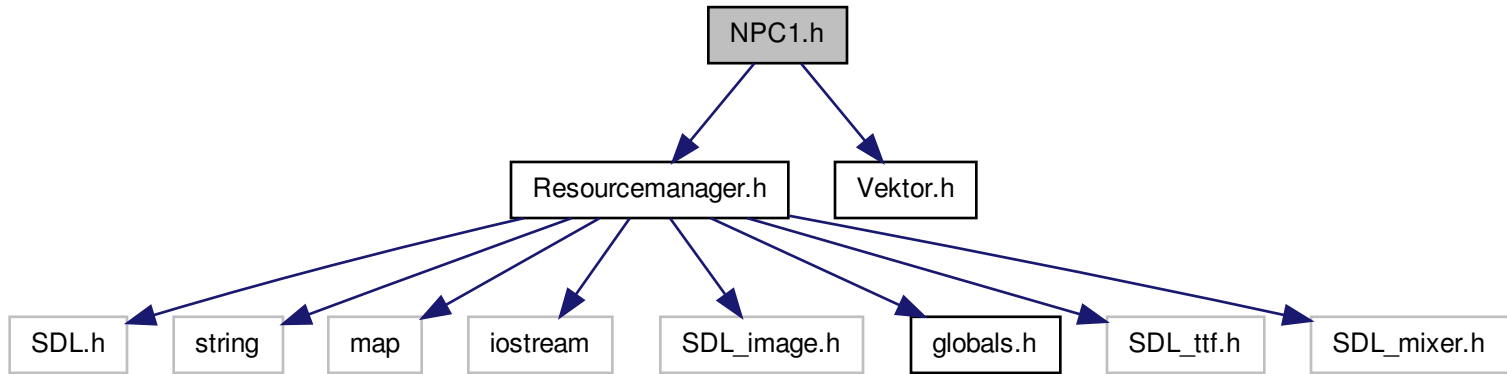 NPC1.h
Resourcemanager.h
Vektor.h
SDL.h
string
map
iostream
SDL_image.h
globals.h
SDL_ttf.h
SDL_mixer.h